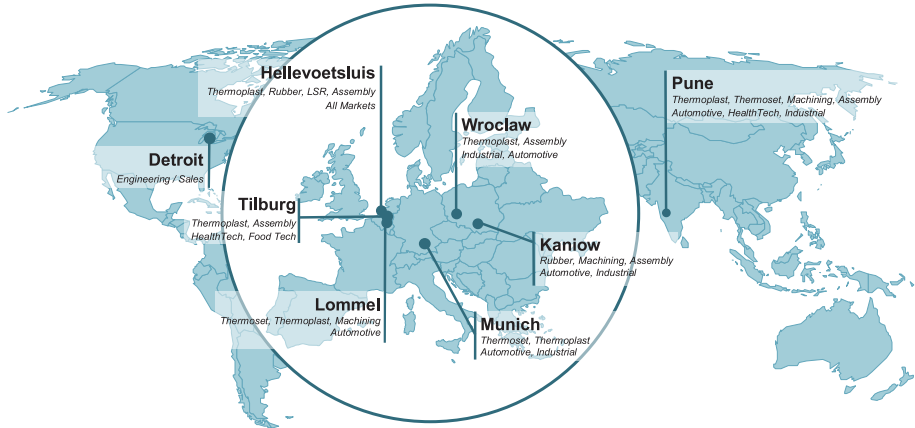 Hellevoetsluis
Thermoplast, Rubber, LSR, Assembly
All Markets
Pune
Thermoplast, Thermoset, Machining, Assembly
Automotive, HealthTech, Industrial
Wroclaw
Thermoplast, Assembly
Industrial, Automotive
Detroit
Engineering / Sales
Tilburg
Thermoplast, Assembly
HealthTech, Food Tech
Kaniow
Rubber, Machining, Assembly
Automotive, Industrial
Lommel
Thermoset, Thermoplast, Machining
Automotive
Munich
Thermoset, Thermoplast
Automotive, Industrial